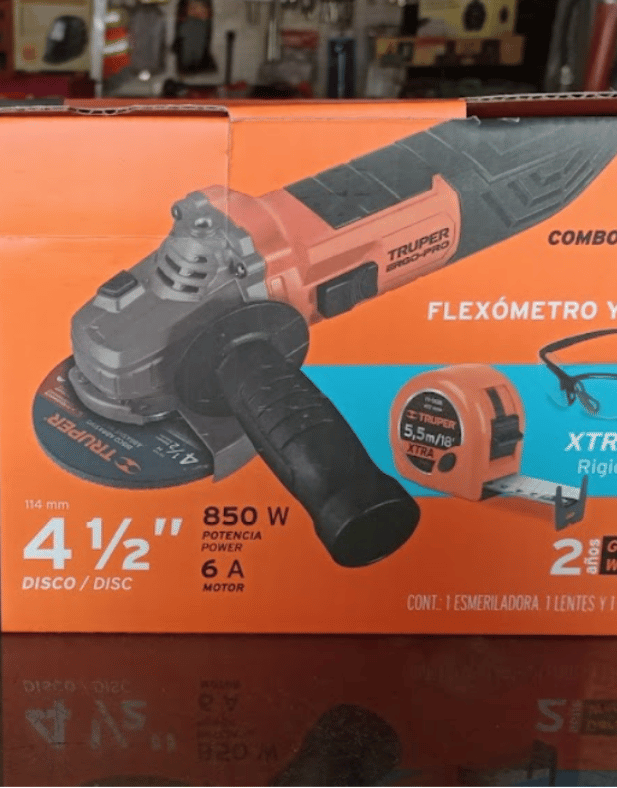 TRUPER
ERGO-PRO
COMBO
FLEXÓMETRO Y
TRUPER
5,5m/18'
XTRA
XTR
Rigi
TRUPER
4 1/2"
114 mm
4 ½"
DISCO / DISC
850 W
POTENCIA
POWER
6 A
MOTOR
2 años
G
W
CONT.: 1 ESMERILADORA 1 LENTES Y 1